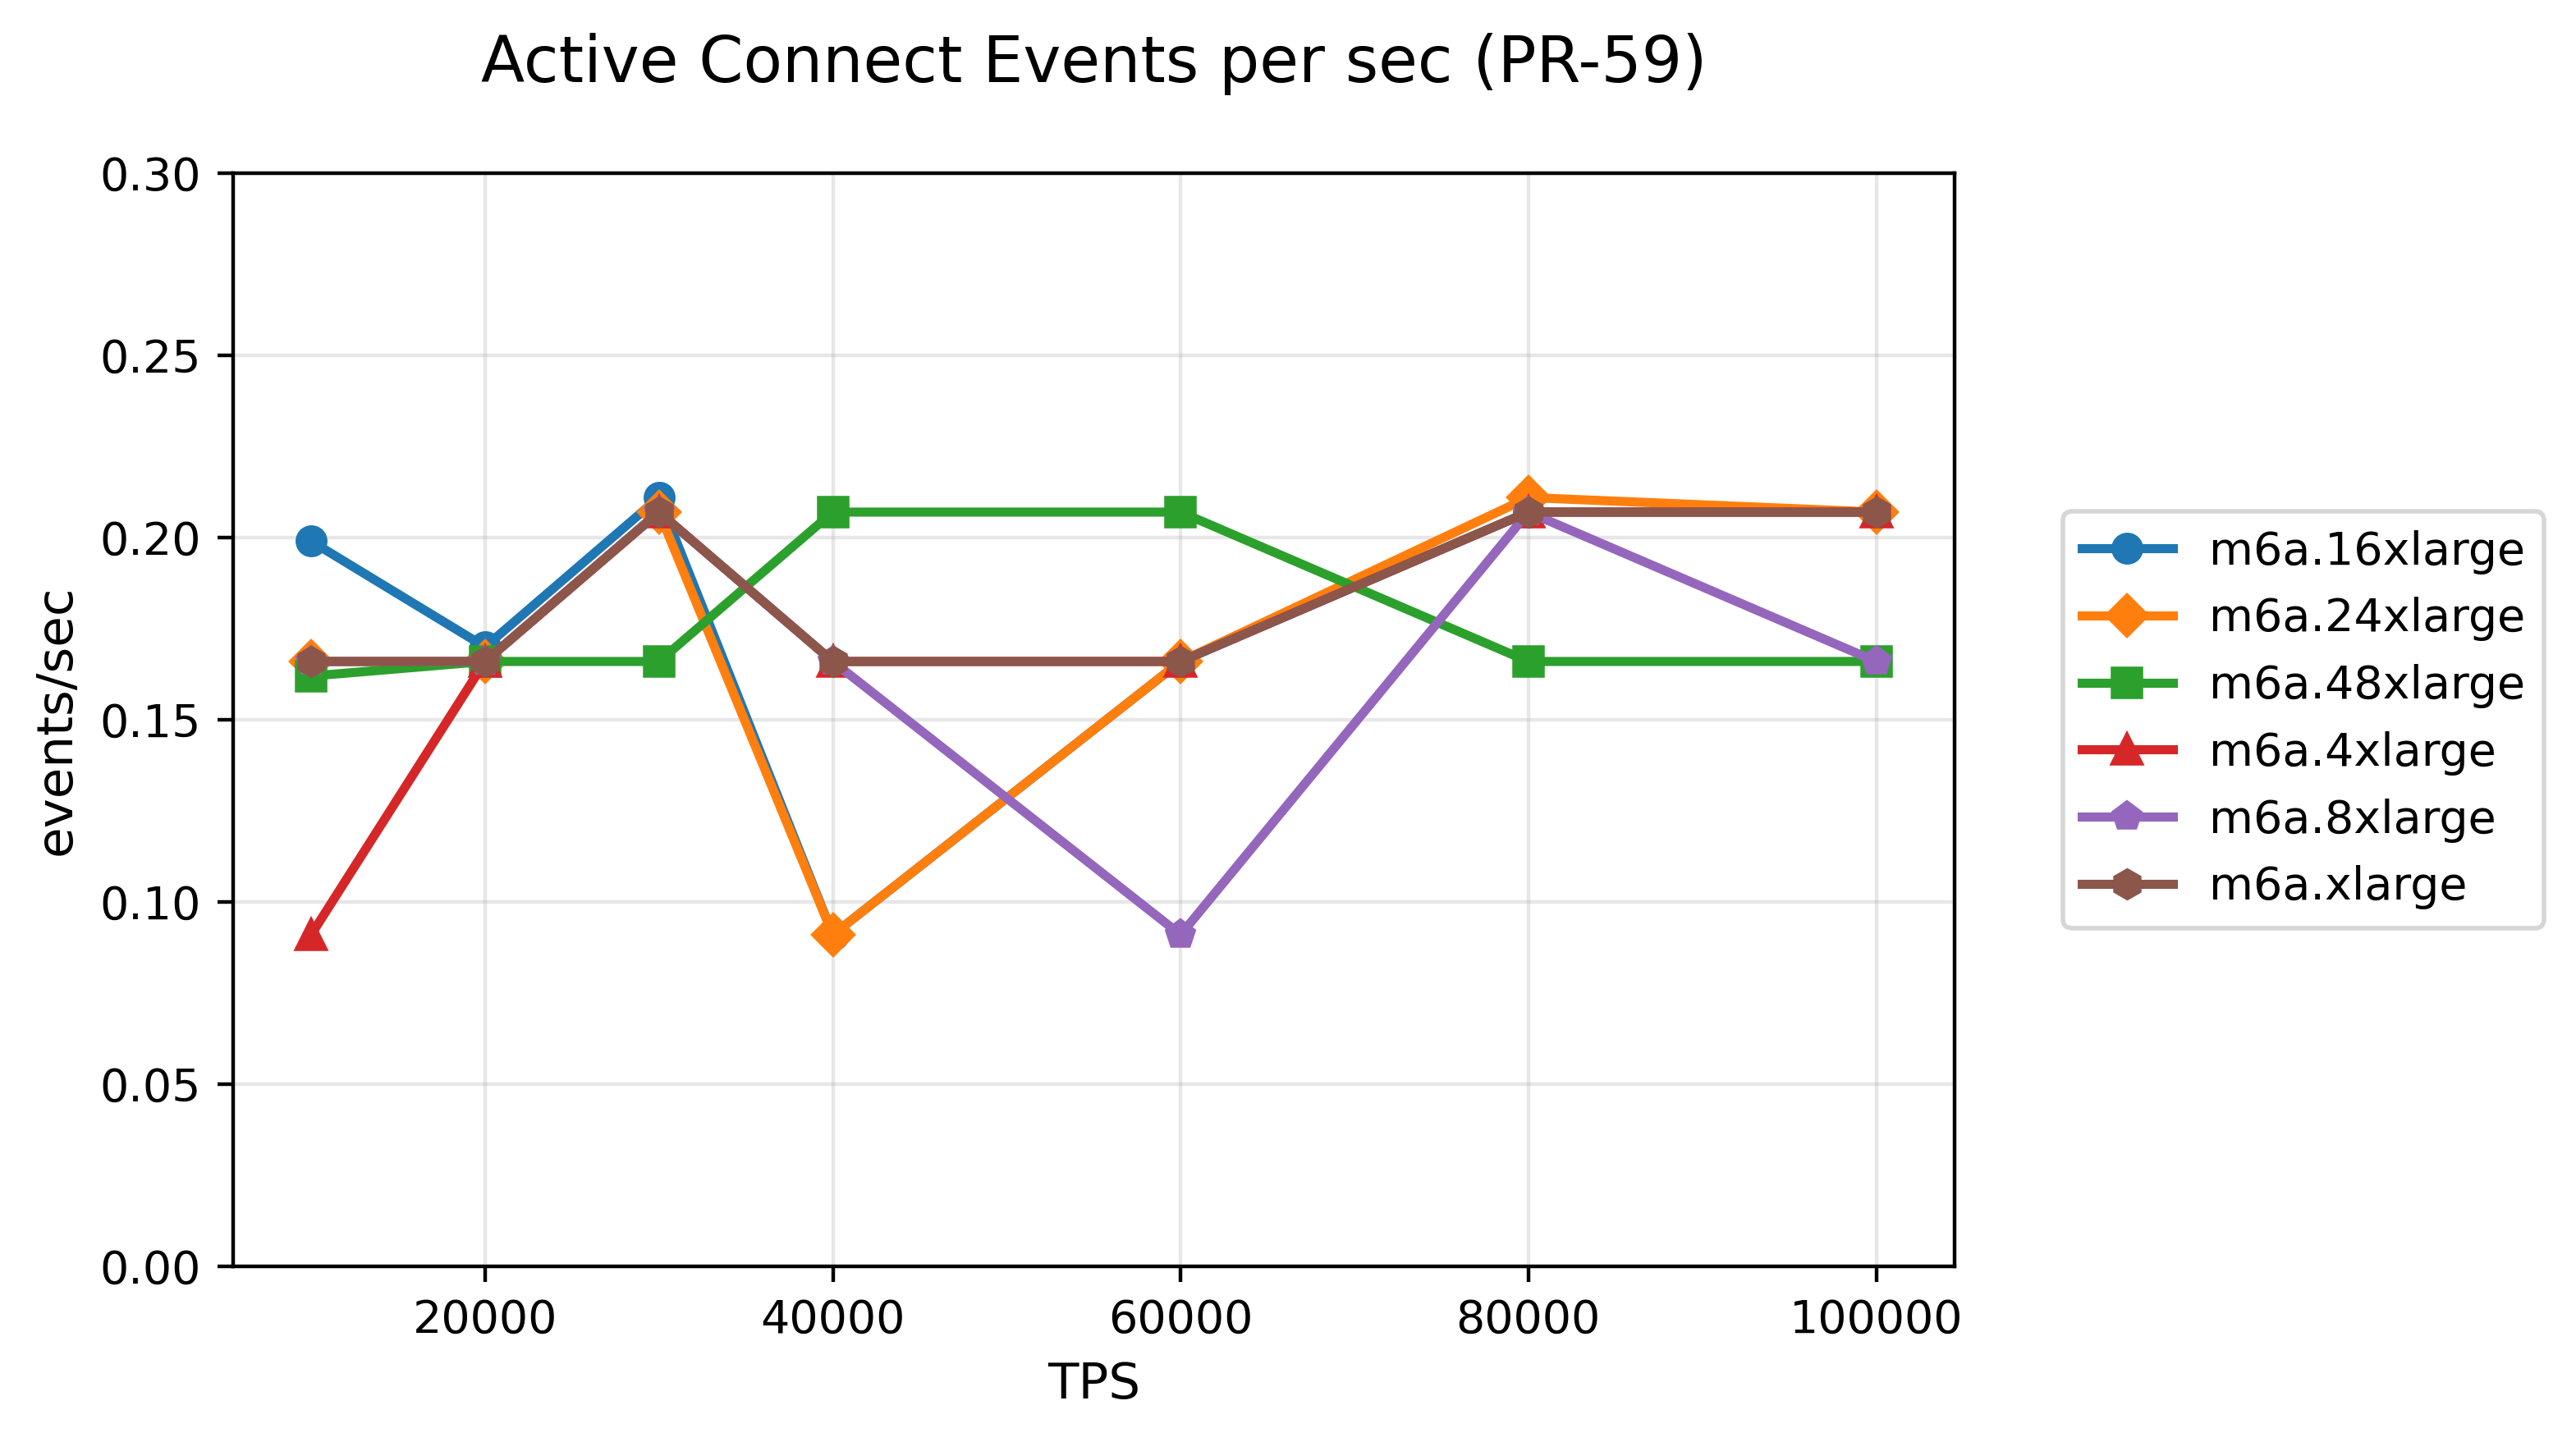 Active Connect Events per sec (PR-59)
0.30
0.25
0.20
0.15
0.10
0.05
0.00
events/sec
20000 40000 60000 80000 100000
TPS
m6a.16xlarge
m6a.24xlarge
m6a.48xlarge
m6a.4xlarge
m6a.8xlarge
m6a.xlarge